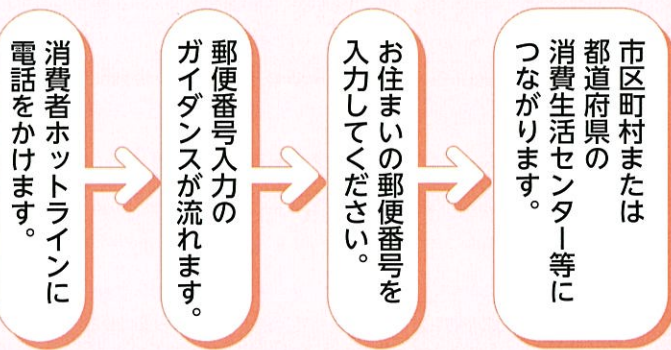 消費者ホットラインに
電話をかけます。
郵便番号入力の
ガイダンスが流れます。
お住まいの郵便番号を
入力してください。
市区町村または
都道府県の
消費生活センター等に
つながります。